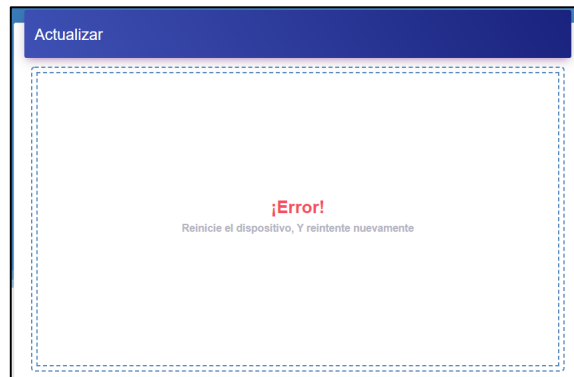 Actualizar
¡Error!
Reinicie el dispositivo, Y reintente nuevamente